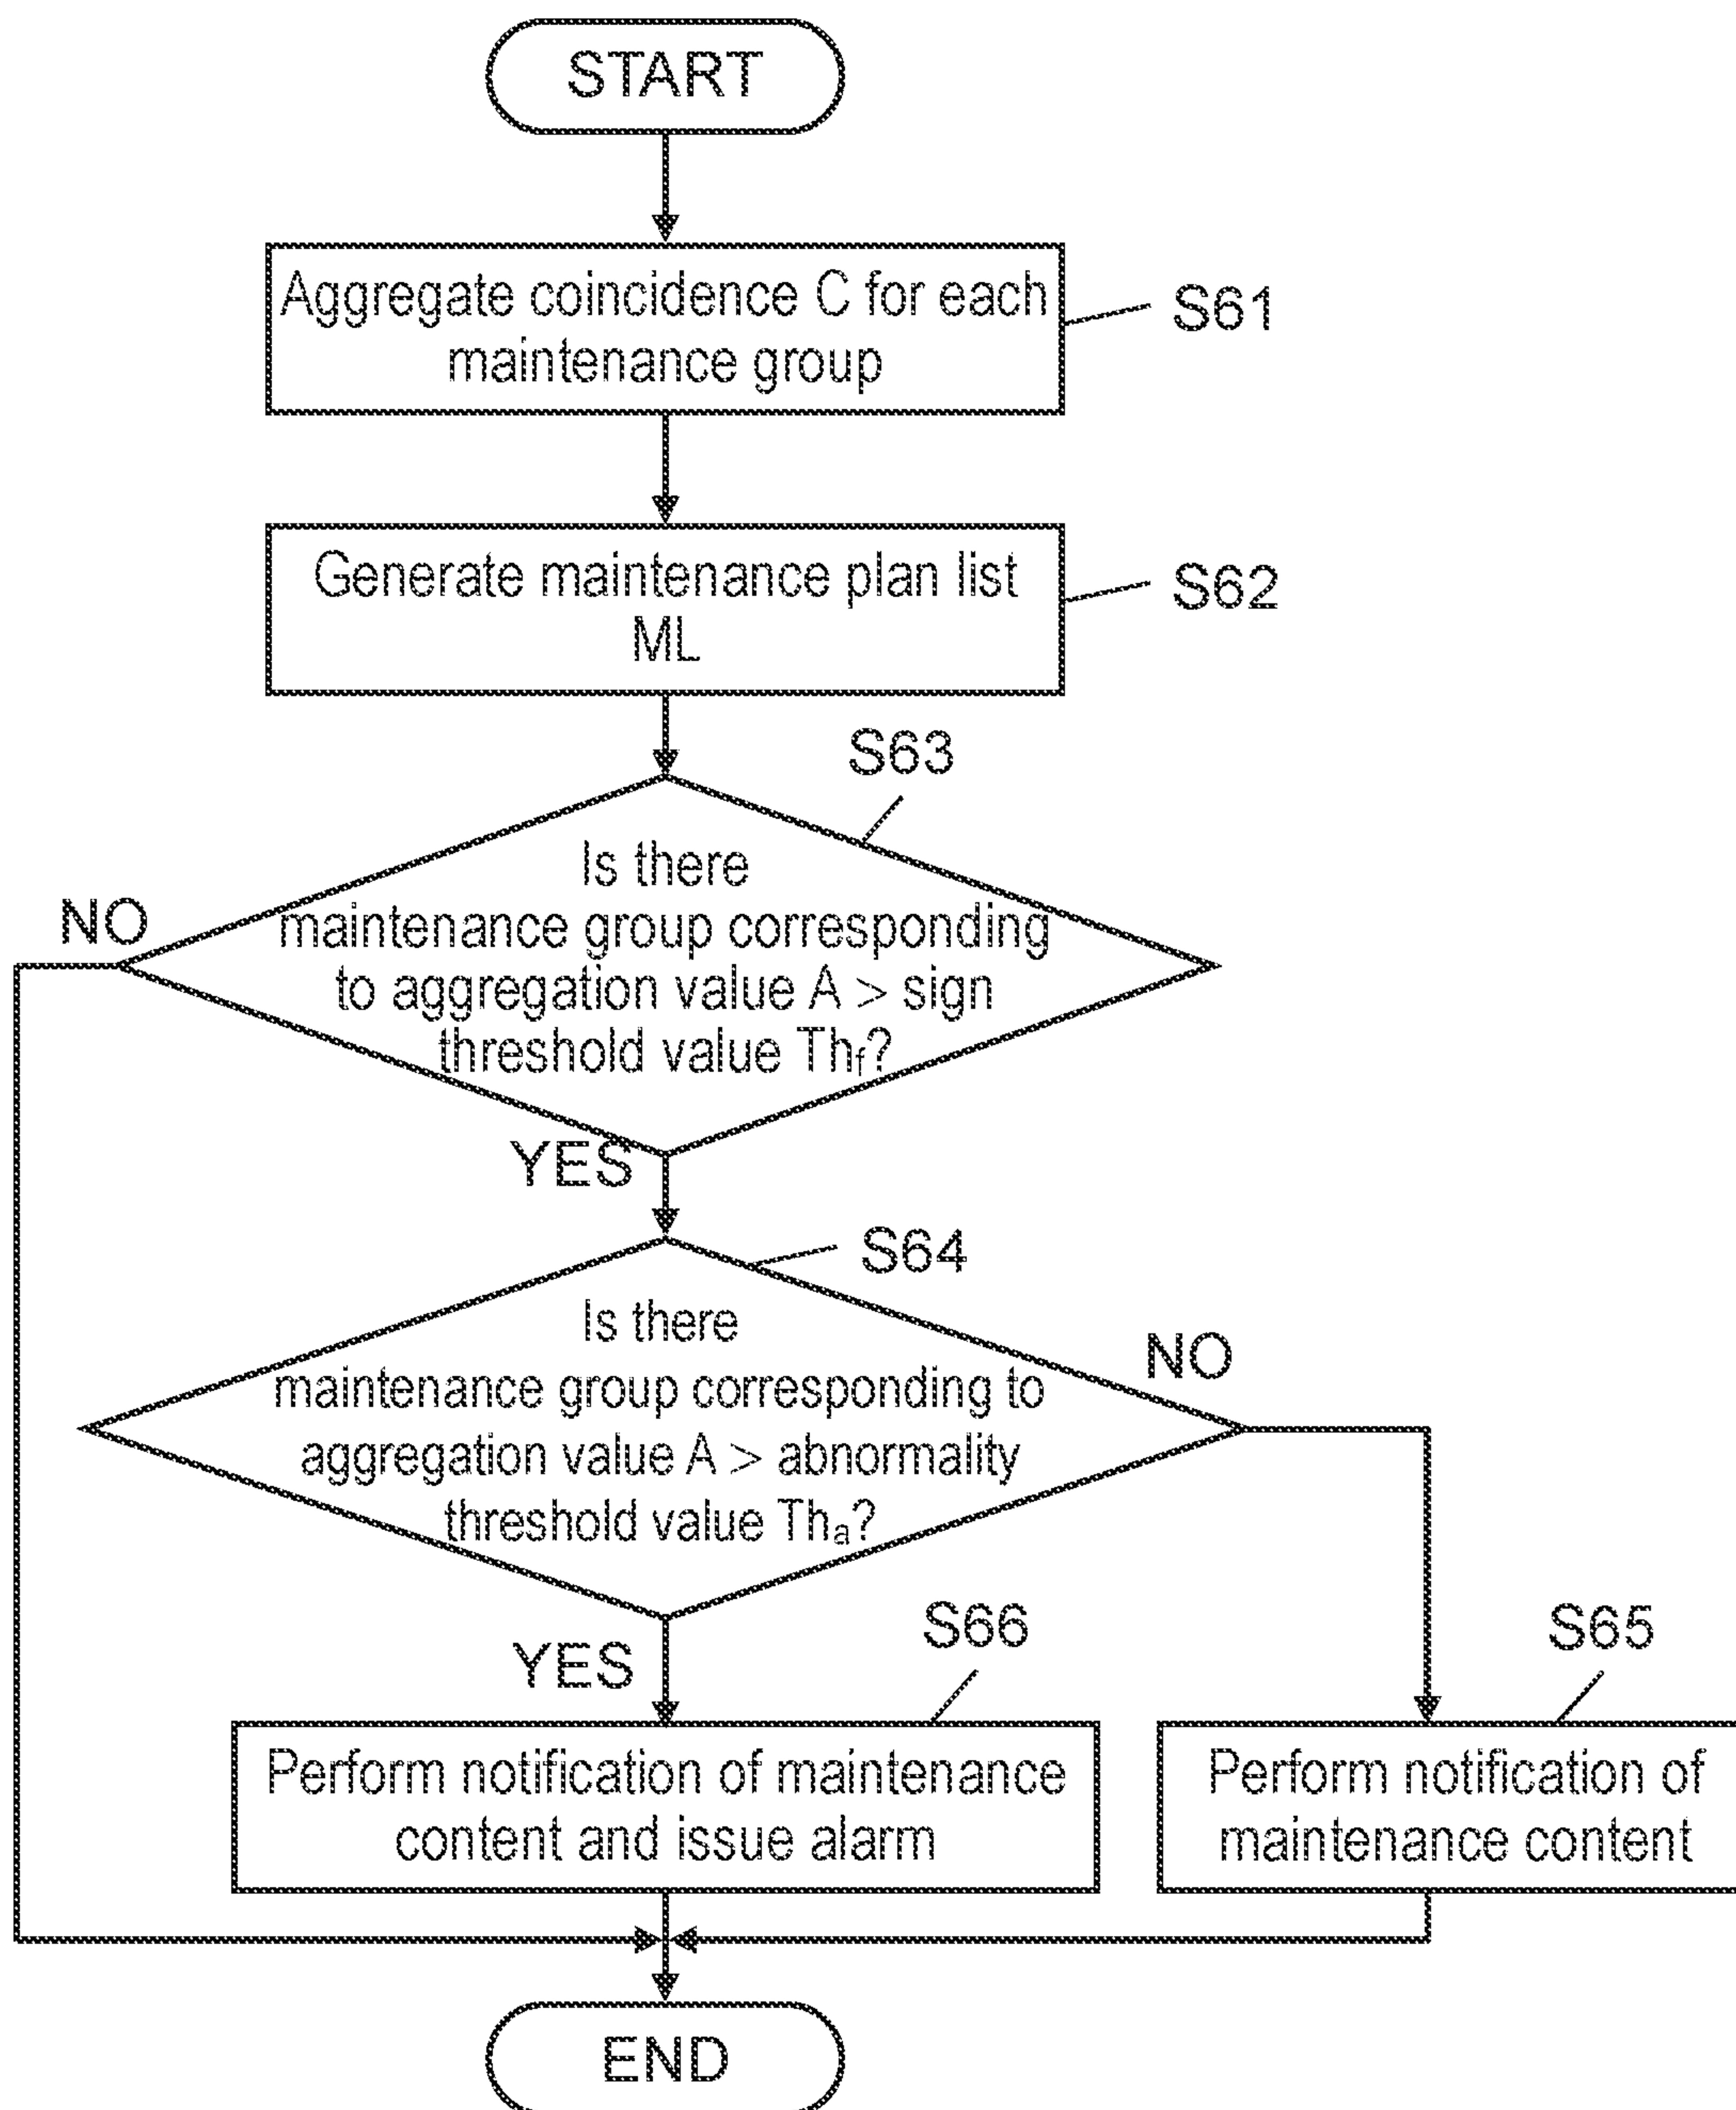 START
Aggregate coincidence C for each
maintenance group
S61
Generate maintenance plan list
ML
S62
S63
Is there
maintenance group corresponding
to aggregation value A > sign
threshold value Thf?
NO
YES
S64
Is there
maintenance group corresponding to
aggregation value A > abnormality
threshold value Tha?
NO
YES
S66
Perform notification of maintenance
content and issue alarm
S65
Perform notification of
maintenance content
END